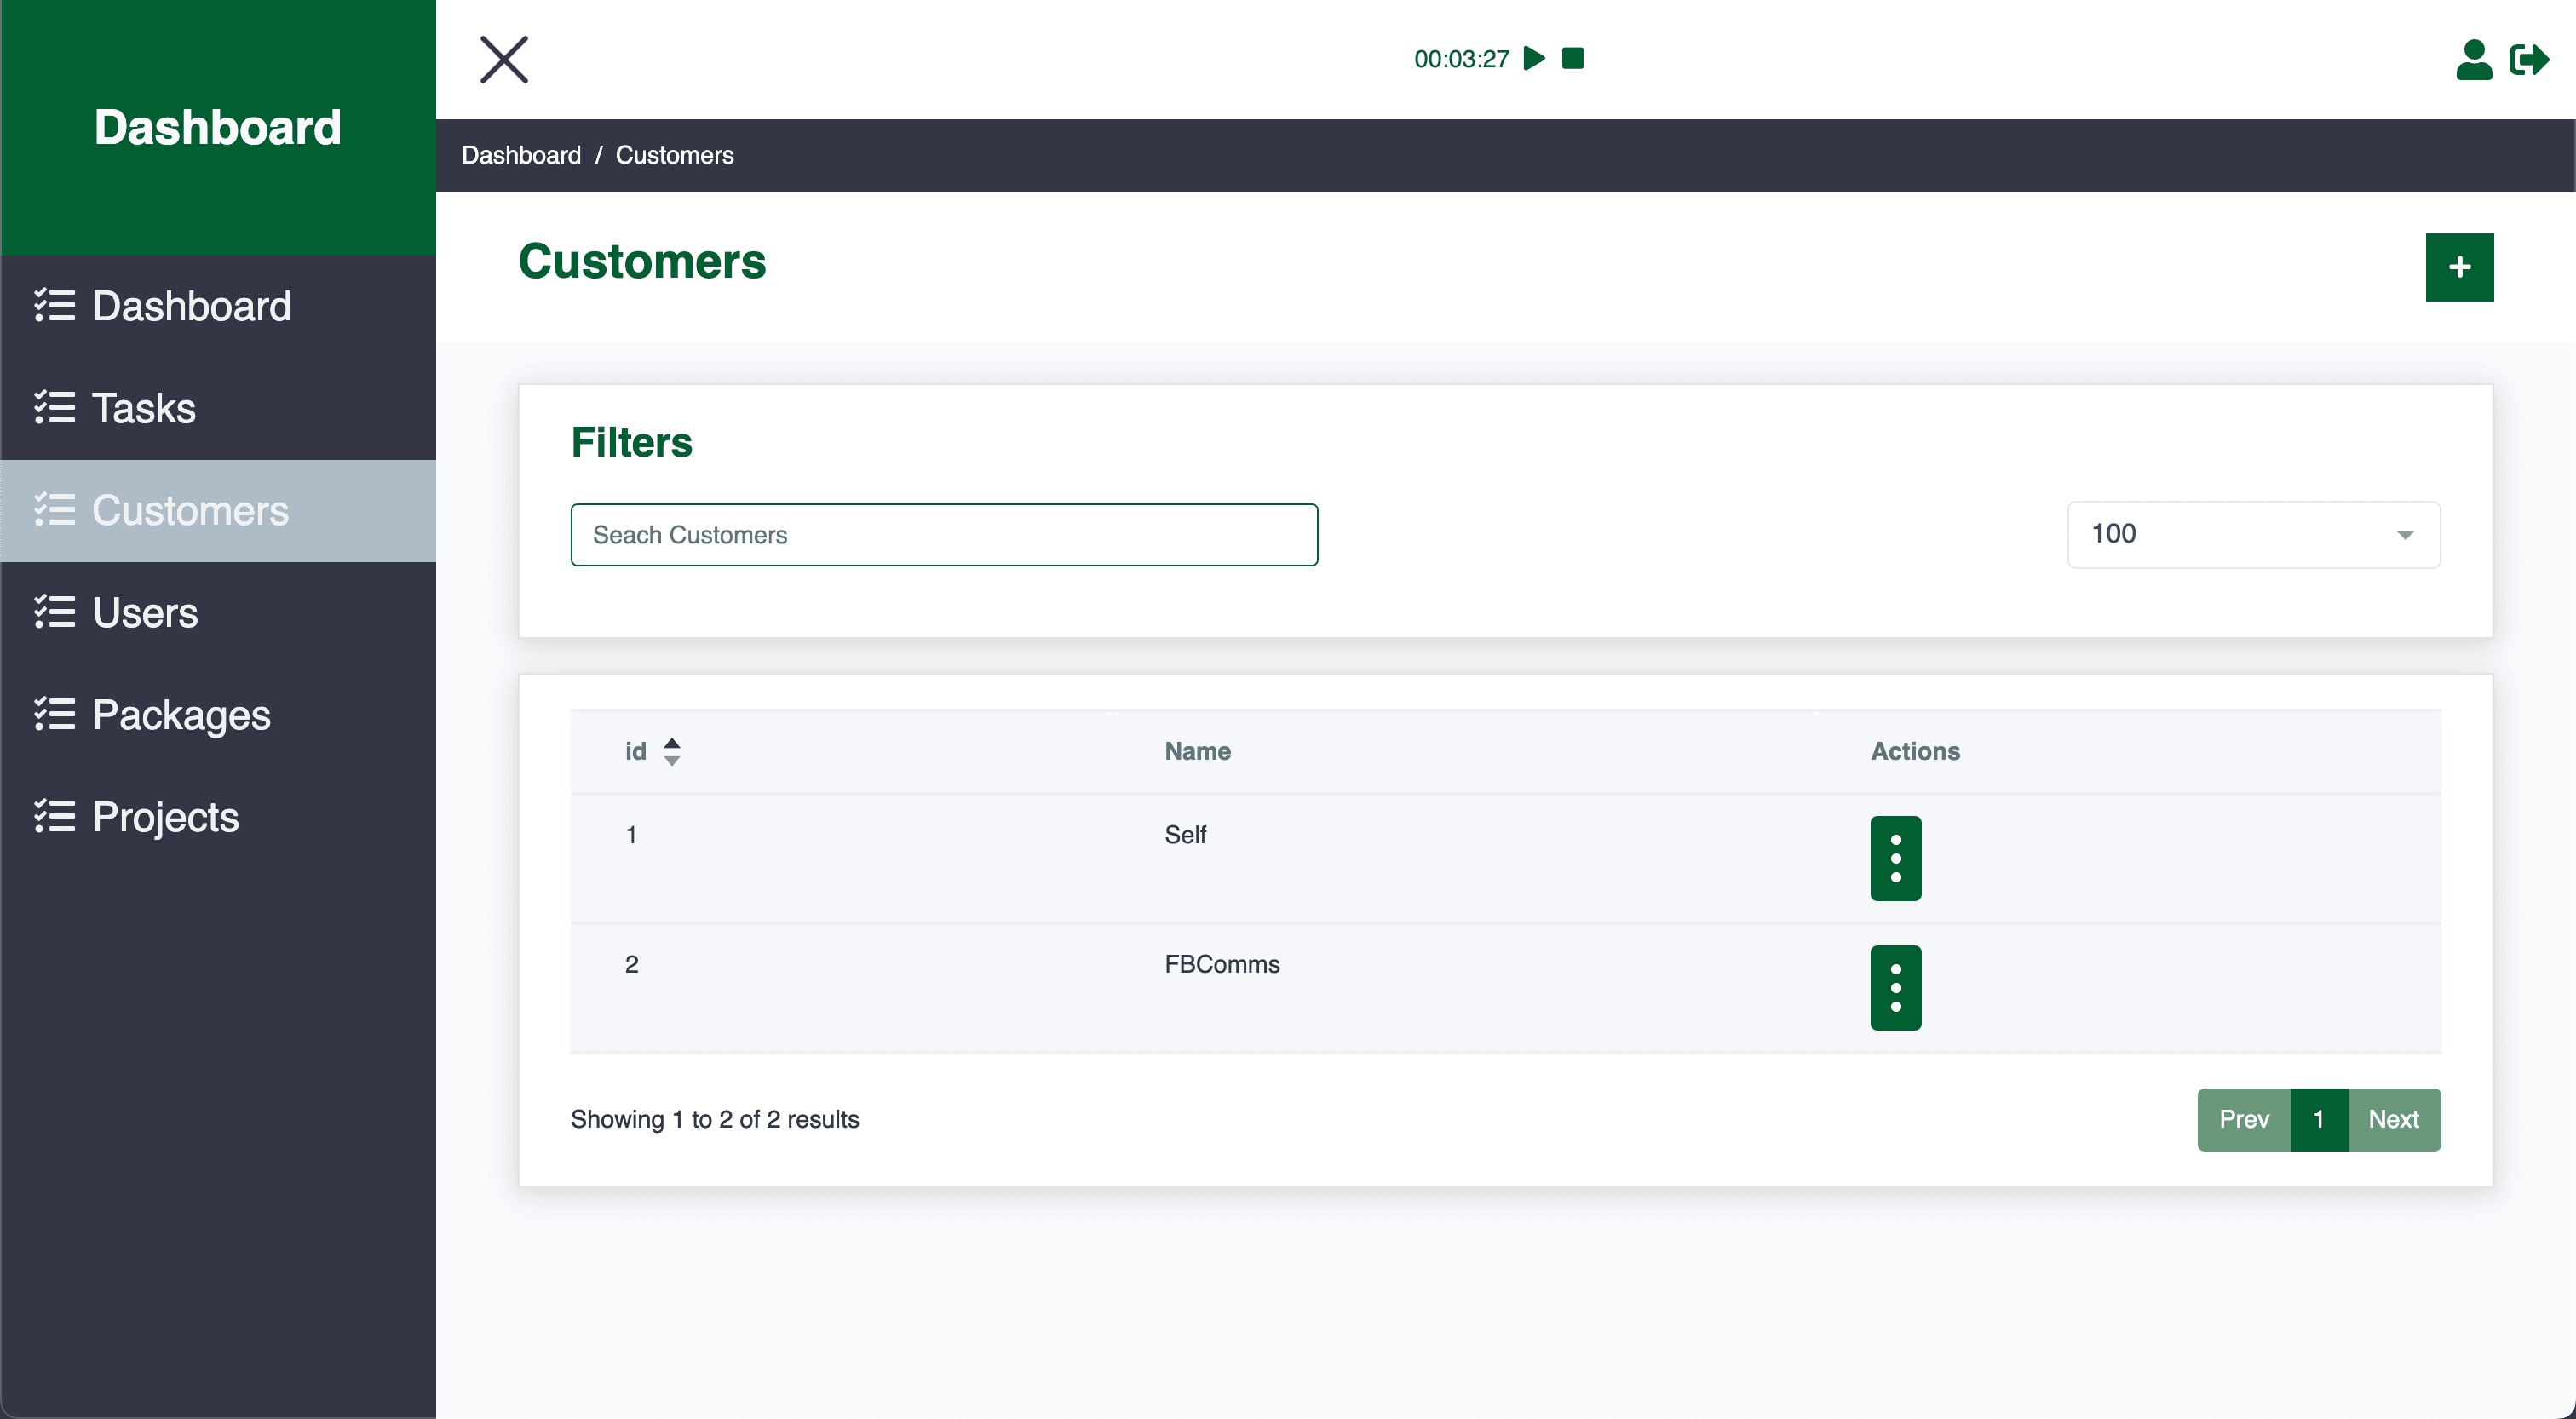 Dashboard
00:03:27
Dashboard / Customers
Dashboard
Tasks
Customers
Users
Packages
Projects
Customers
+
Filters
Seach Customers
100
id Name Actions
1 Self
2 FBComms
Showing 1 to 2 of 2 results
Prev 1 Next